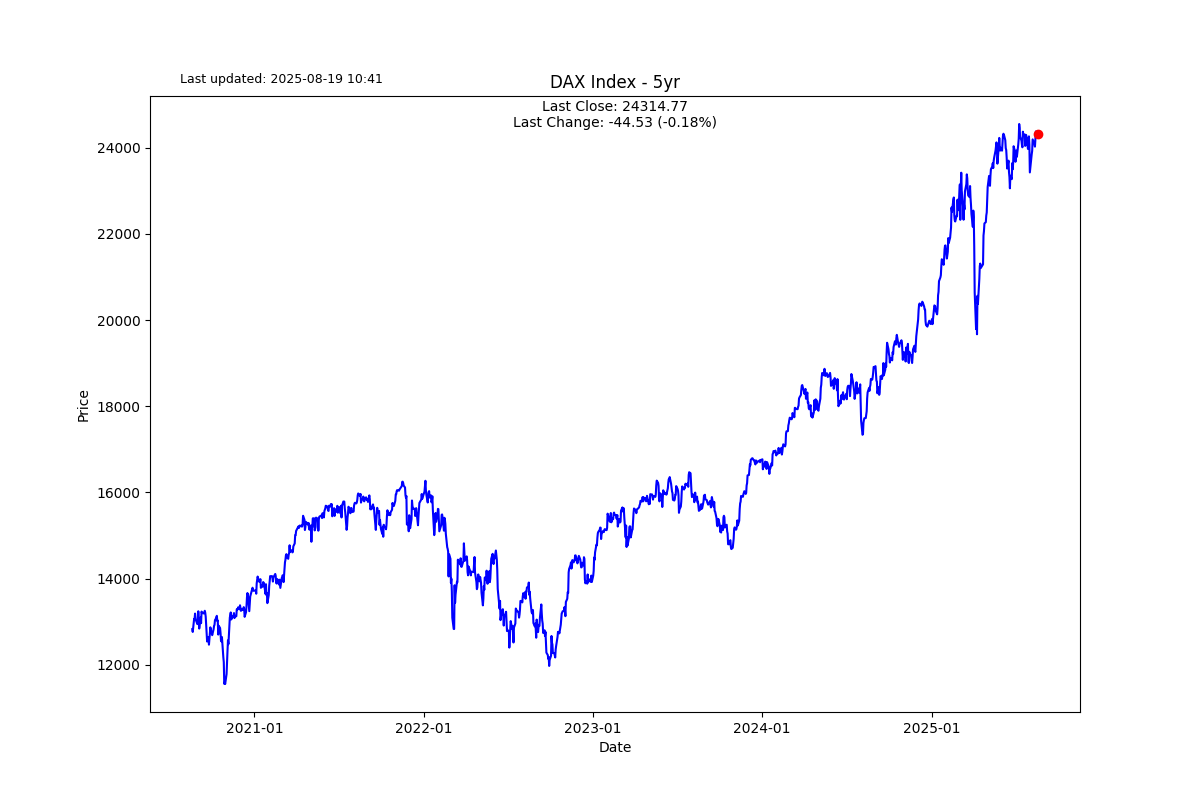 Last updated: 2025-08-19 10:41
DAX Index - 5yr
Last Close: 24314.77
Last Change: -44.53 (-0.18%)
24000
22000
20000
18000
16000
14000
12000
Price
2021-01
2022-01
2023-01
2024-01
2025-01
Date